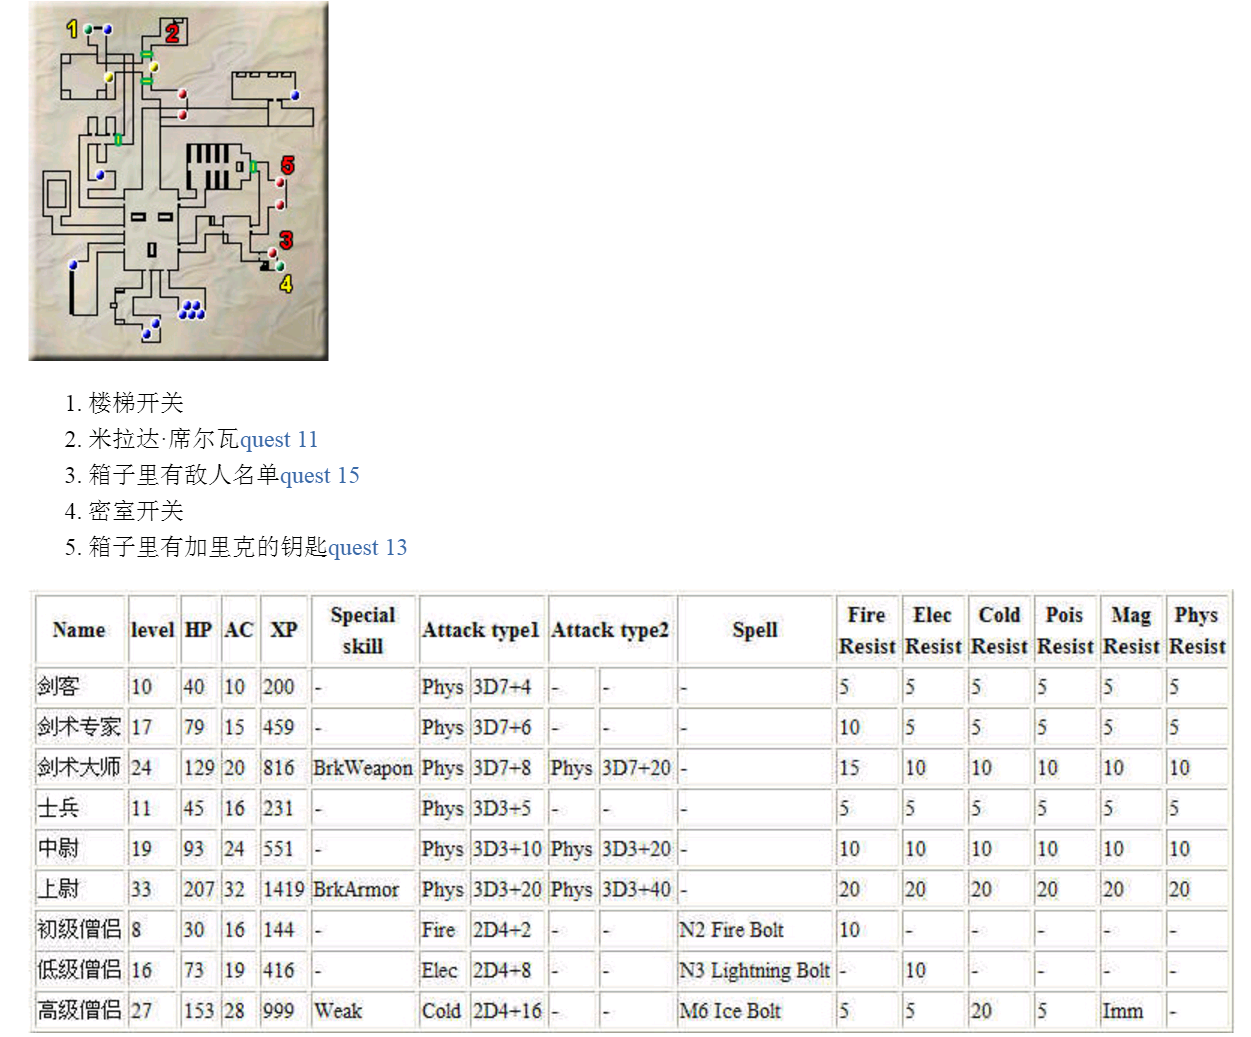 1
2
5
3
4
1. 楼梯开关
2. 米拉达·席尔瓦quest 11
3. 箱子里有敌人名单quest 15
4. 密室开关
5. 箱子里有加里克的钥匙quest 13
Name level HP AC XP Special skill Attack type1 Attack type2 Spell Fire Resist Elec Resist Cold Resist Pois Resist Mag Resist Phys Resist
剑客 10 40 10 200 - Phys 3D7+4 - - - 5 5 5 5 5 5
剑术专家 17 79 15 459 - Phys 3D7+6 - - - 10 5 5 5 5 5
剑术大师 24 129 20 816 BrkWeapon Phys 3D7+8 Phys 3D7+20 - 15 10 10 10 10 10
士兵 11 45 16 231 - Phys 3D3+5 - - - 5 5 5 5 5 5
中尉 19 93 24 551 - Phys 3D3+10 Phys 3D3+20 - 10 10 10 10 10 10
上尉 33 207 32 1419 BrkArmor Phys 3D3+20 Phys 3D3+40 - 20 20 20 20 20 20
初级僧侣 8 30 16 144 - Fire 2D4+2 - - N2 Fire Bolt 10 - - - - -
低级僧侣 16 73 19 416 - Elec 2D4+8 - - N3 Lightning Bolt - 10 - - - -
高级僧侣 27 153 28 999 Weak Cold 2D4+16 - - M6 Ice Bolt 5 5 20 5 Imm -